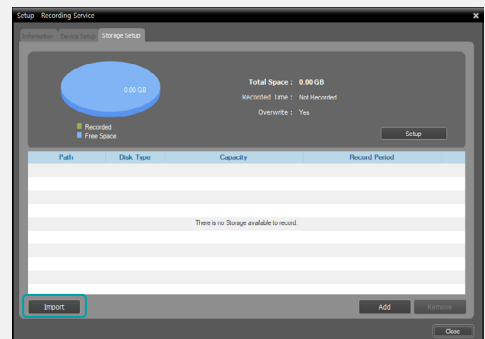 Setup - Recording Service
Information Device Setup Storage Setup
0.00 GB
Total Space : 0.00 GB
Recorded Time : Not Recorded
Overwrite : Yes
Recorded
Free Space
Setup
Path Disk Type Capacity Record Period
There is no Storage available to record.
Import Add Remove
Close